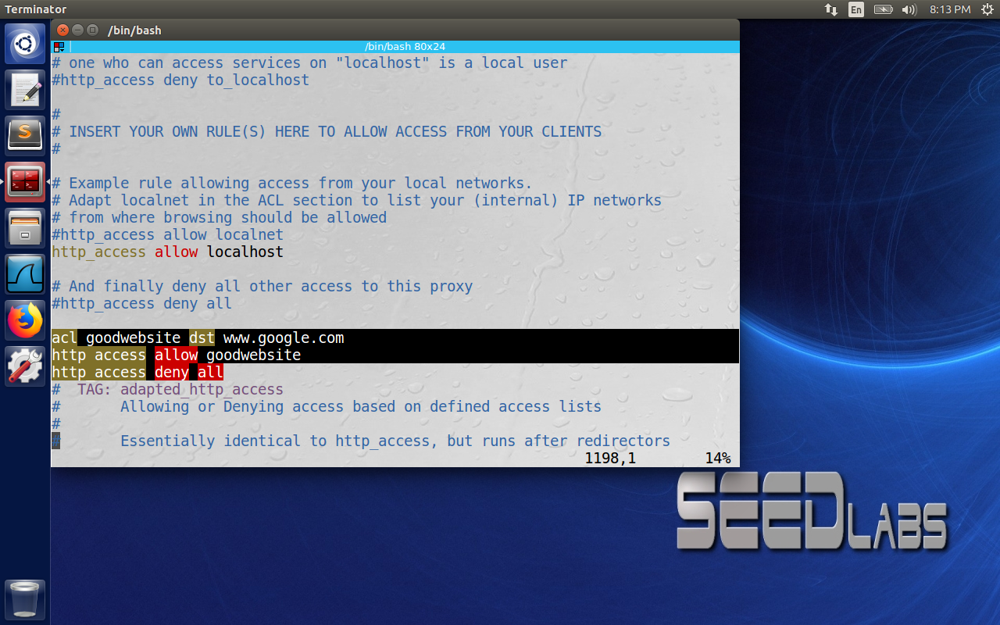 Terminator
En
8:13 PM
/bin/bash
/bin/bash 80x24
# one who can access services on "localhost" is a local user
#http_access deny to_localhost
#
# INSERT YOUR OWN RULE(S) HERE TO ALLOW ACCESS FROM YOUR CLIENTS
#
# Example rule allowing access from your local networks.
# Adapt localnet in the ACL section to list your (internal) IP networks
# from where browsing should be allowed
#http_access allow localnet
http_access allow localhost
# And finally deny all other access to this proxy
#http_access deny all
acl goodwebsite dst www.google.com
http_access allow goodwebsite
http_access deny all
#  TAG: adapted_http_access
#       Allowing or Denying access based on defined access lists
#
#       Essentially identical to http_access, but runs after redirectors
1198,1        14%
SEEDLABS